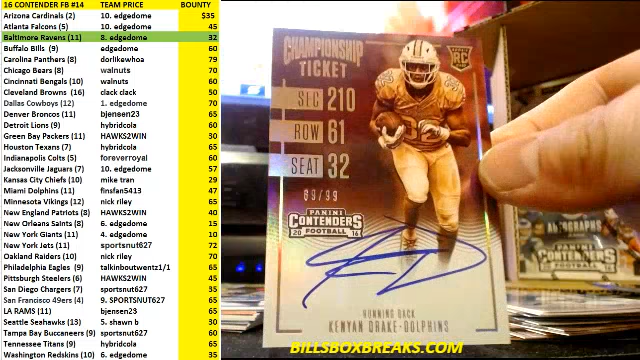 16 CONTENDER FB #14 TEAM PRICE BOUNTY
Arizona Cardinals (2) 10. edgedome $35
Atlanta Falcons (5) 10. edgedome 45
Baltimore Ravens (11) 8. edgedome 32
Buffalo Bills (9) edgedome 60
Carolina Panthers (8) dorlikewhoa 79
Chicago Bears (8) walnuts 70
Cincinnati Bengals (10) walnuts 60
Cleveland Browns (16) clack clack 50
Dallas Cowboys (12) 1. edgedome 70
Denver Broncos (11) bjensen23 65
Detroit Lions (9) hybridcola 60
Green Bay Packers (11) HAWKS2WIN 30
Houston Texans (7) hybridcola 65
Indianapolis Colts (5) foreverroyal 60
Jacksonville Jaguars (7) 10. edgedome 57
Kansas City Chiefs (10) mike tran 29
Miami Dolphins (11) finsfan5413 47
Minnesota Vikings (12) nick riley 65
New England Patriots (8) HAWKS2WIN 40
New Orleans Saints (8) 6. edgedome 15
New York Giants (11) 4. edgedome 10
New York Jets (11) sportsnut627 72
Oakland Raiders (10) nick riley 70
Philadelphia Eagles (9) talkinboutwentz1/1 65
Pittsburgh Steelers (6) HAWKS2WIN 45
San Diego Chargers (7) sportsnut627 35
San Francisco 49ers (4) 9. SPORTSNUT627 65
LA RAMS (11) bjensen23 65
Seattle Seahawks (13) 5. shawn b 30
Tampa Bay Buccaneers (9) sportsnut627 60
Tennessee Titans (9) hybridcola 65
Washington Redskins (10) 6. edgedome 35
CHAMPIONSHIP
TICKET
RC
SEC 210
ROW 61
SEAT 32
69/99
PANINI
CONTENDERS
20 FOOTBALL 16
RUNNING BACK
KENYAN DRAKE-DOLPHINS
AUTOGRAPHS
BILLSBOXBREAKS.COM